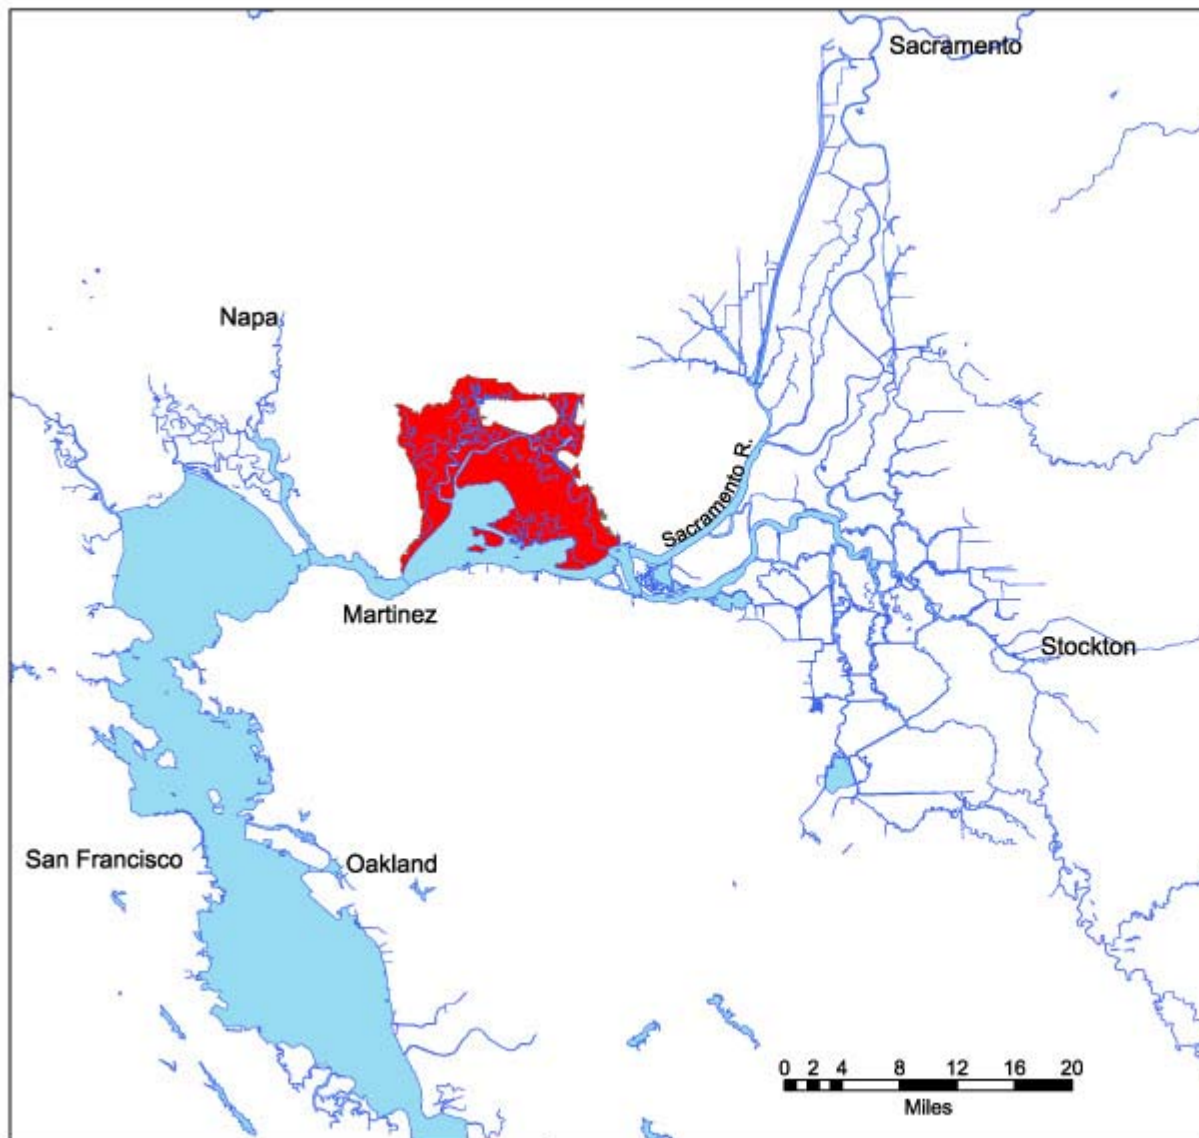 Sacramento
Napa
Sacramento R.
Martinez
Stockton
San Francisco
Oakland
0 2 4 8 12 16 20
Miles